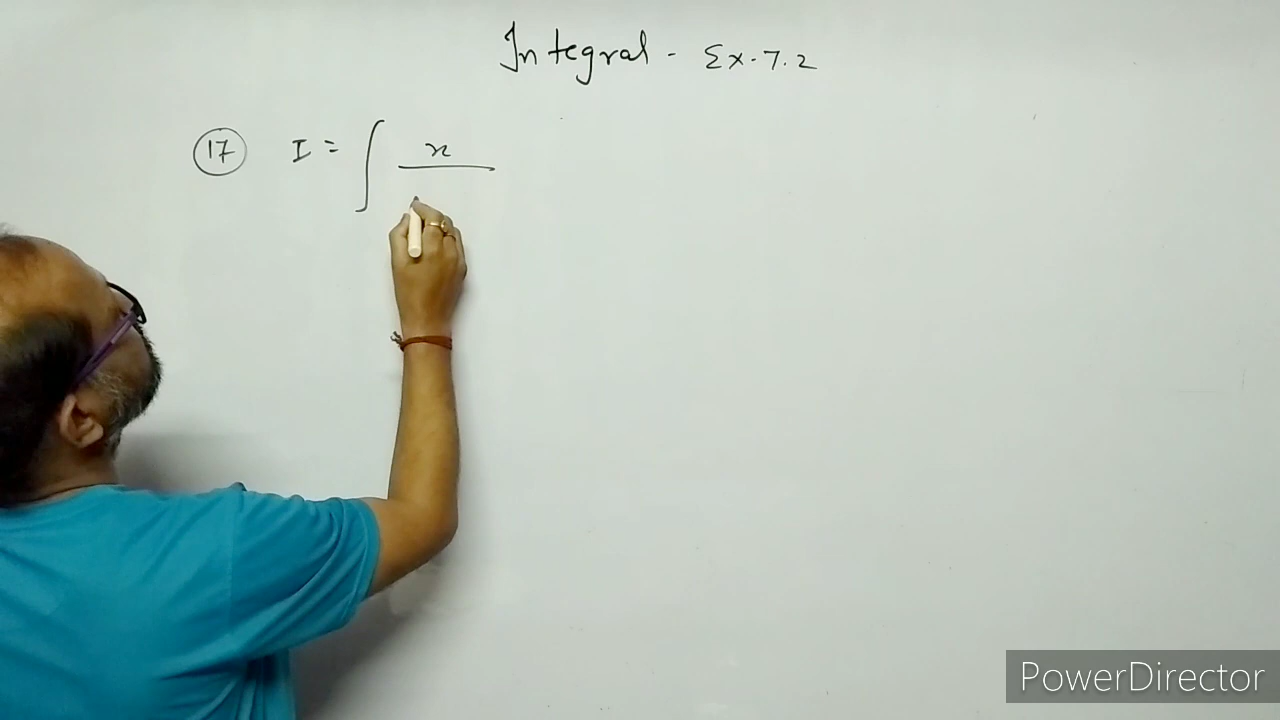 Integral - Ex. 7.2
17 I = ∫ x
PowerDirector